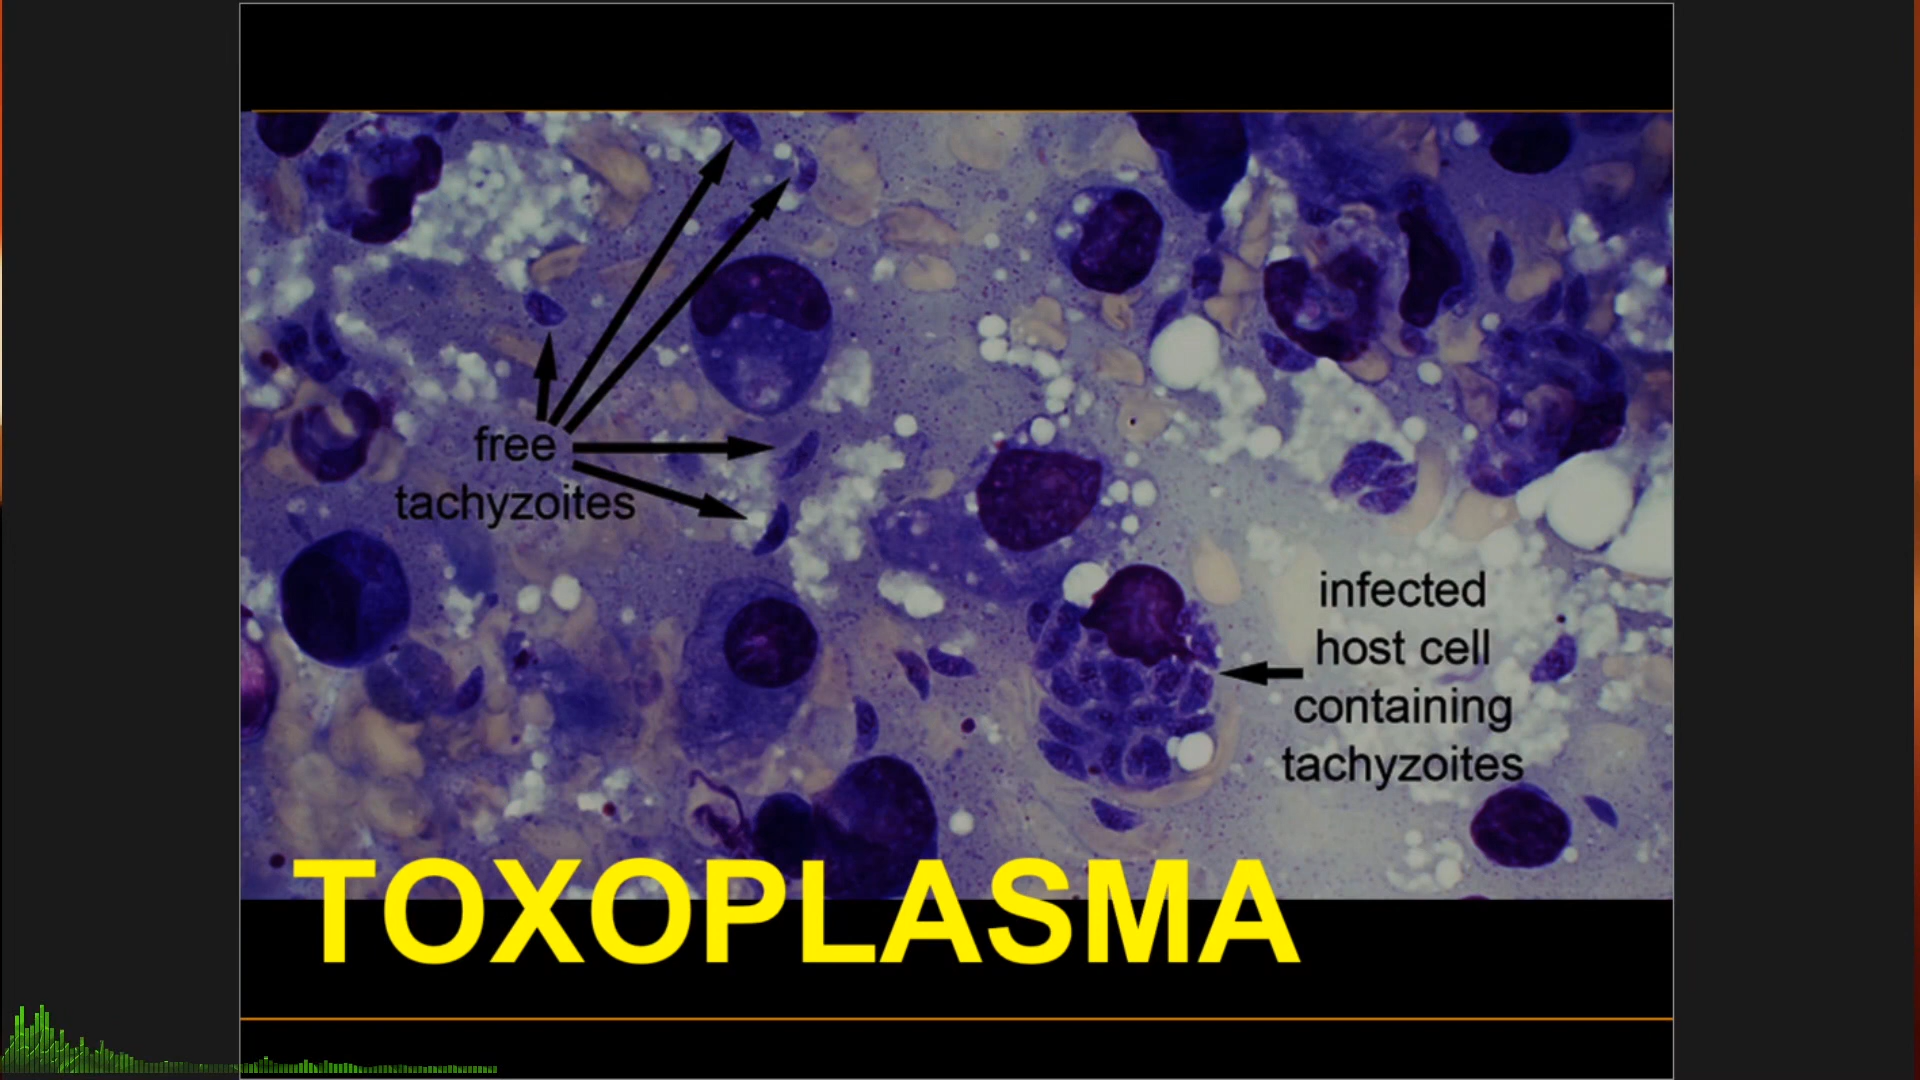 free
tachyzoites
infected
host cell
containing
tachyzoites
TOXOPLASMA